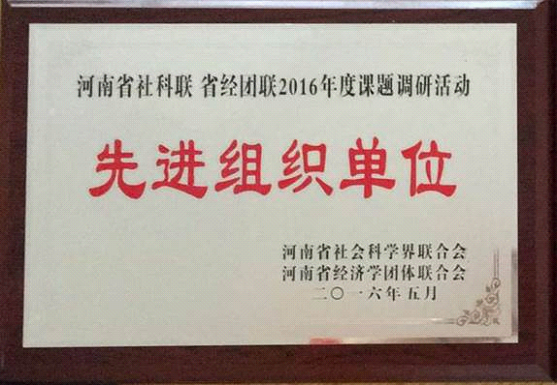 河南省社科联 省经团联2016年度课题调研活动
先进组织单位
河南省社会科学界联合会
河南省经济学团体联合会
二〇一六年五月